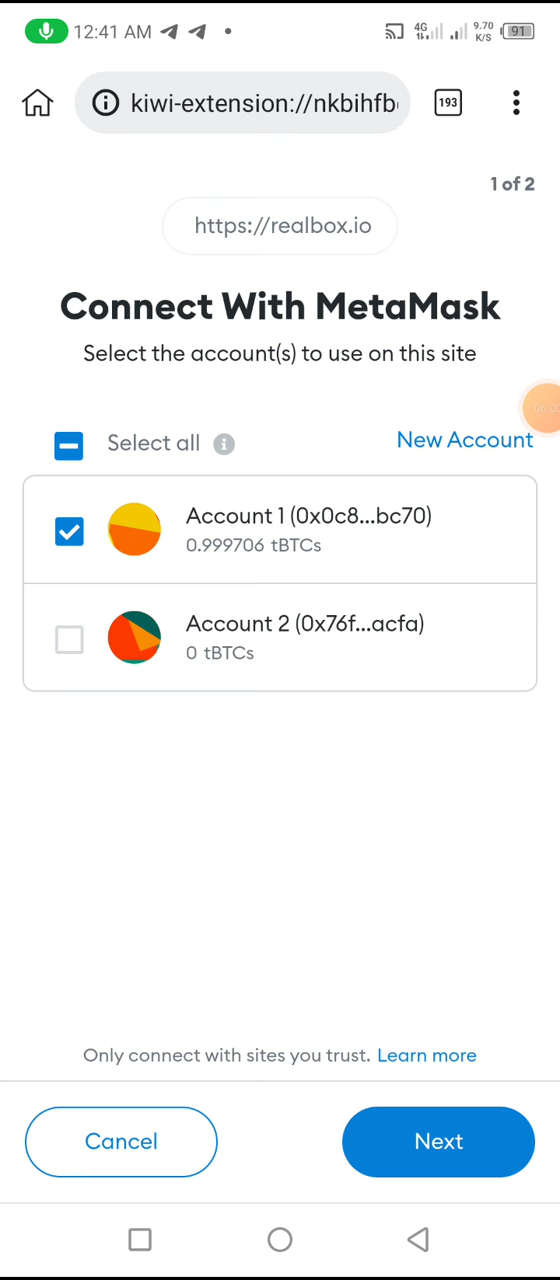 12:41 AM
4G
9.70
K/S
91
kiwi-extension://nkbihfb
193
1 of 2
https://realbox.io
Connect With MetaMask
Select the account(s) to use on this site
Select all
New Account
Account 1 (0x0c8...bc70)
0.999706 tBTCs
Account 2 (0x76f...acfa)
0 tBTCs
Only connect with sites you trust. Learn more
Cancel
Next